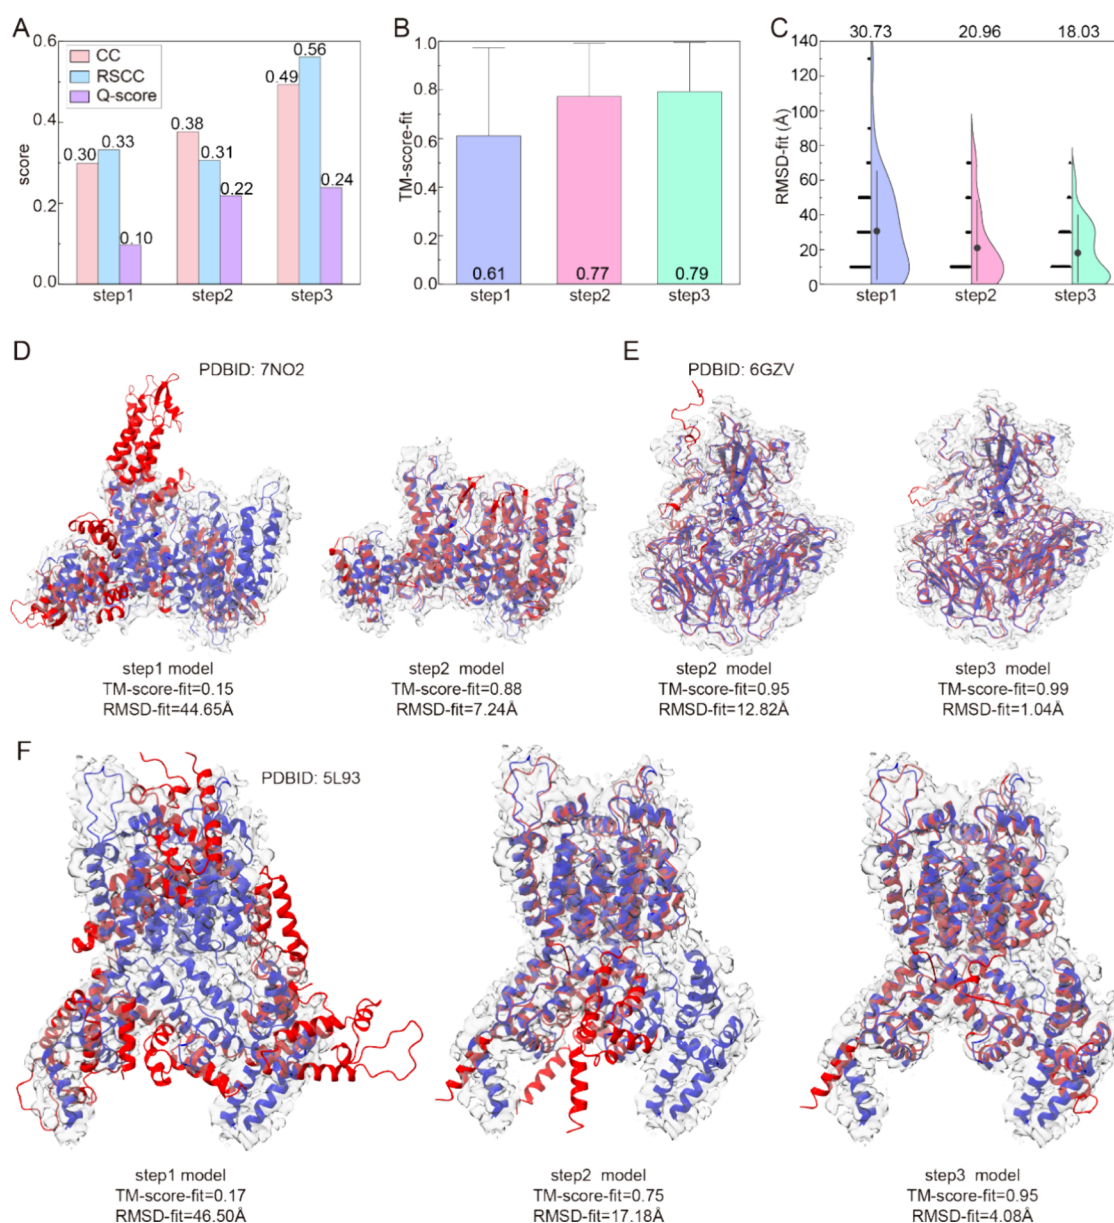 A
score
0.6
0.4
0.2
0.0
CC
RSCC
Q-score
0.30
0.33
0.10
0.38
0.31
0.22
0.49
0.56
0.24
step1
step2
step3
B
TM-score-fit
1.0
0.8
0.6
0.4
0.2
0.0
0.61
0.77
0.79
step1
step2
step3
C
30.73
20.96
18.03
RMSD-fit (Å)
140
120
100
80
60
40
20
0
step1
step2
step3
D
PDBID: 7NO2
step1 model
TM-score-fit=0.15
RMSD-fit=44.65Å
step2 model
TM-score-fit=0.88
RMSD-fit=7.24Å
E
PDBID: 6GZV
step2 model
TM-score-fit=0.95
RMSD-fit=12.82Å
step3 model
TM-score-fit=0.99
RMSD-fit=1.04Å
F
PDBID: 5L93
step1 model
TM-score-fit=0.17
RMSD-fit=46.50Å
step2 model
TM-score-fit=0.75
RMSD-fit=17.18Å
step3 model
TM-score-fit=0.95
RMSD-fit=4.08Å